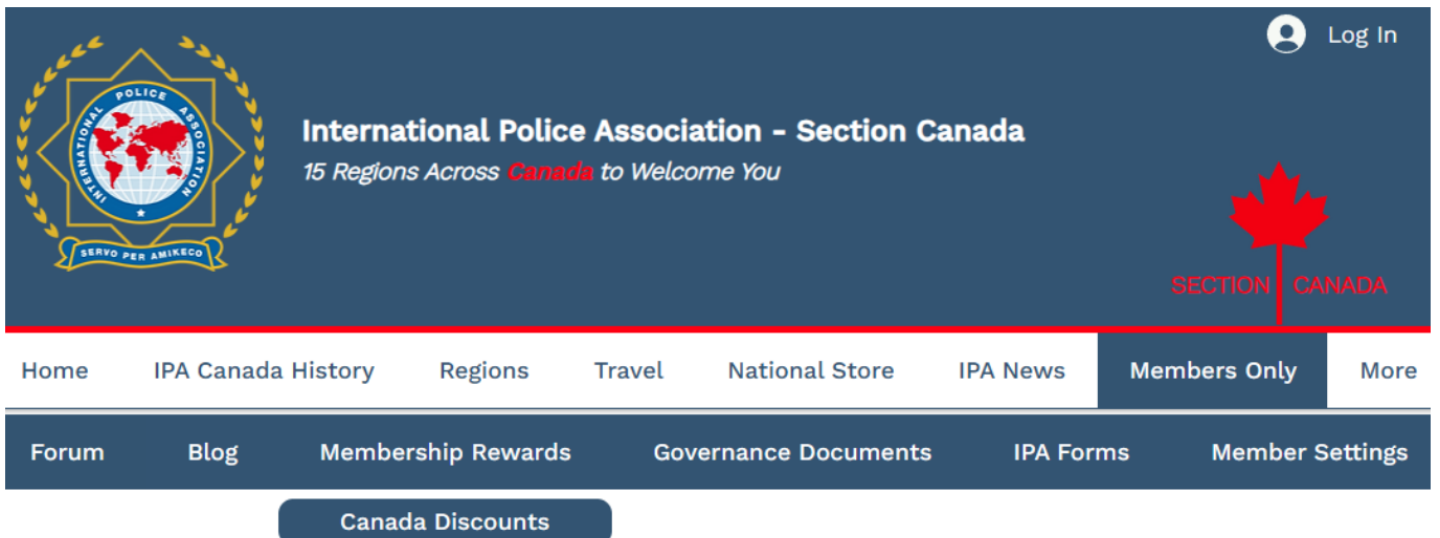 Log In
INTERNATIONAL POLICE ASSOCIATION
SERVO PER AMIKECO
International Police Association - Section Canada
15 Regions Across Canada to Welcome You
SECTION CANADA
Home IPA Canada History Regions Travel National Store IPA News Members Only More
Forum Blog Membership Rewards Governance Documents IPA Forms Member Settings
Canada Discounts